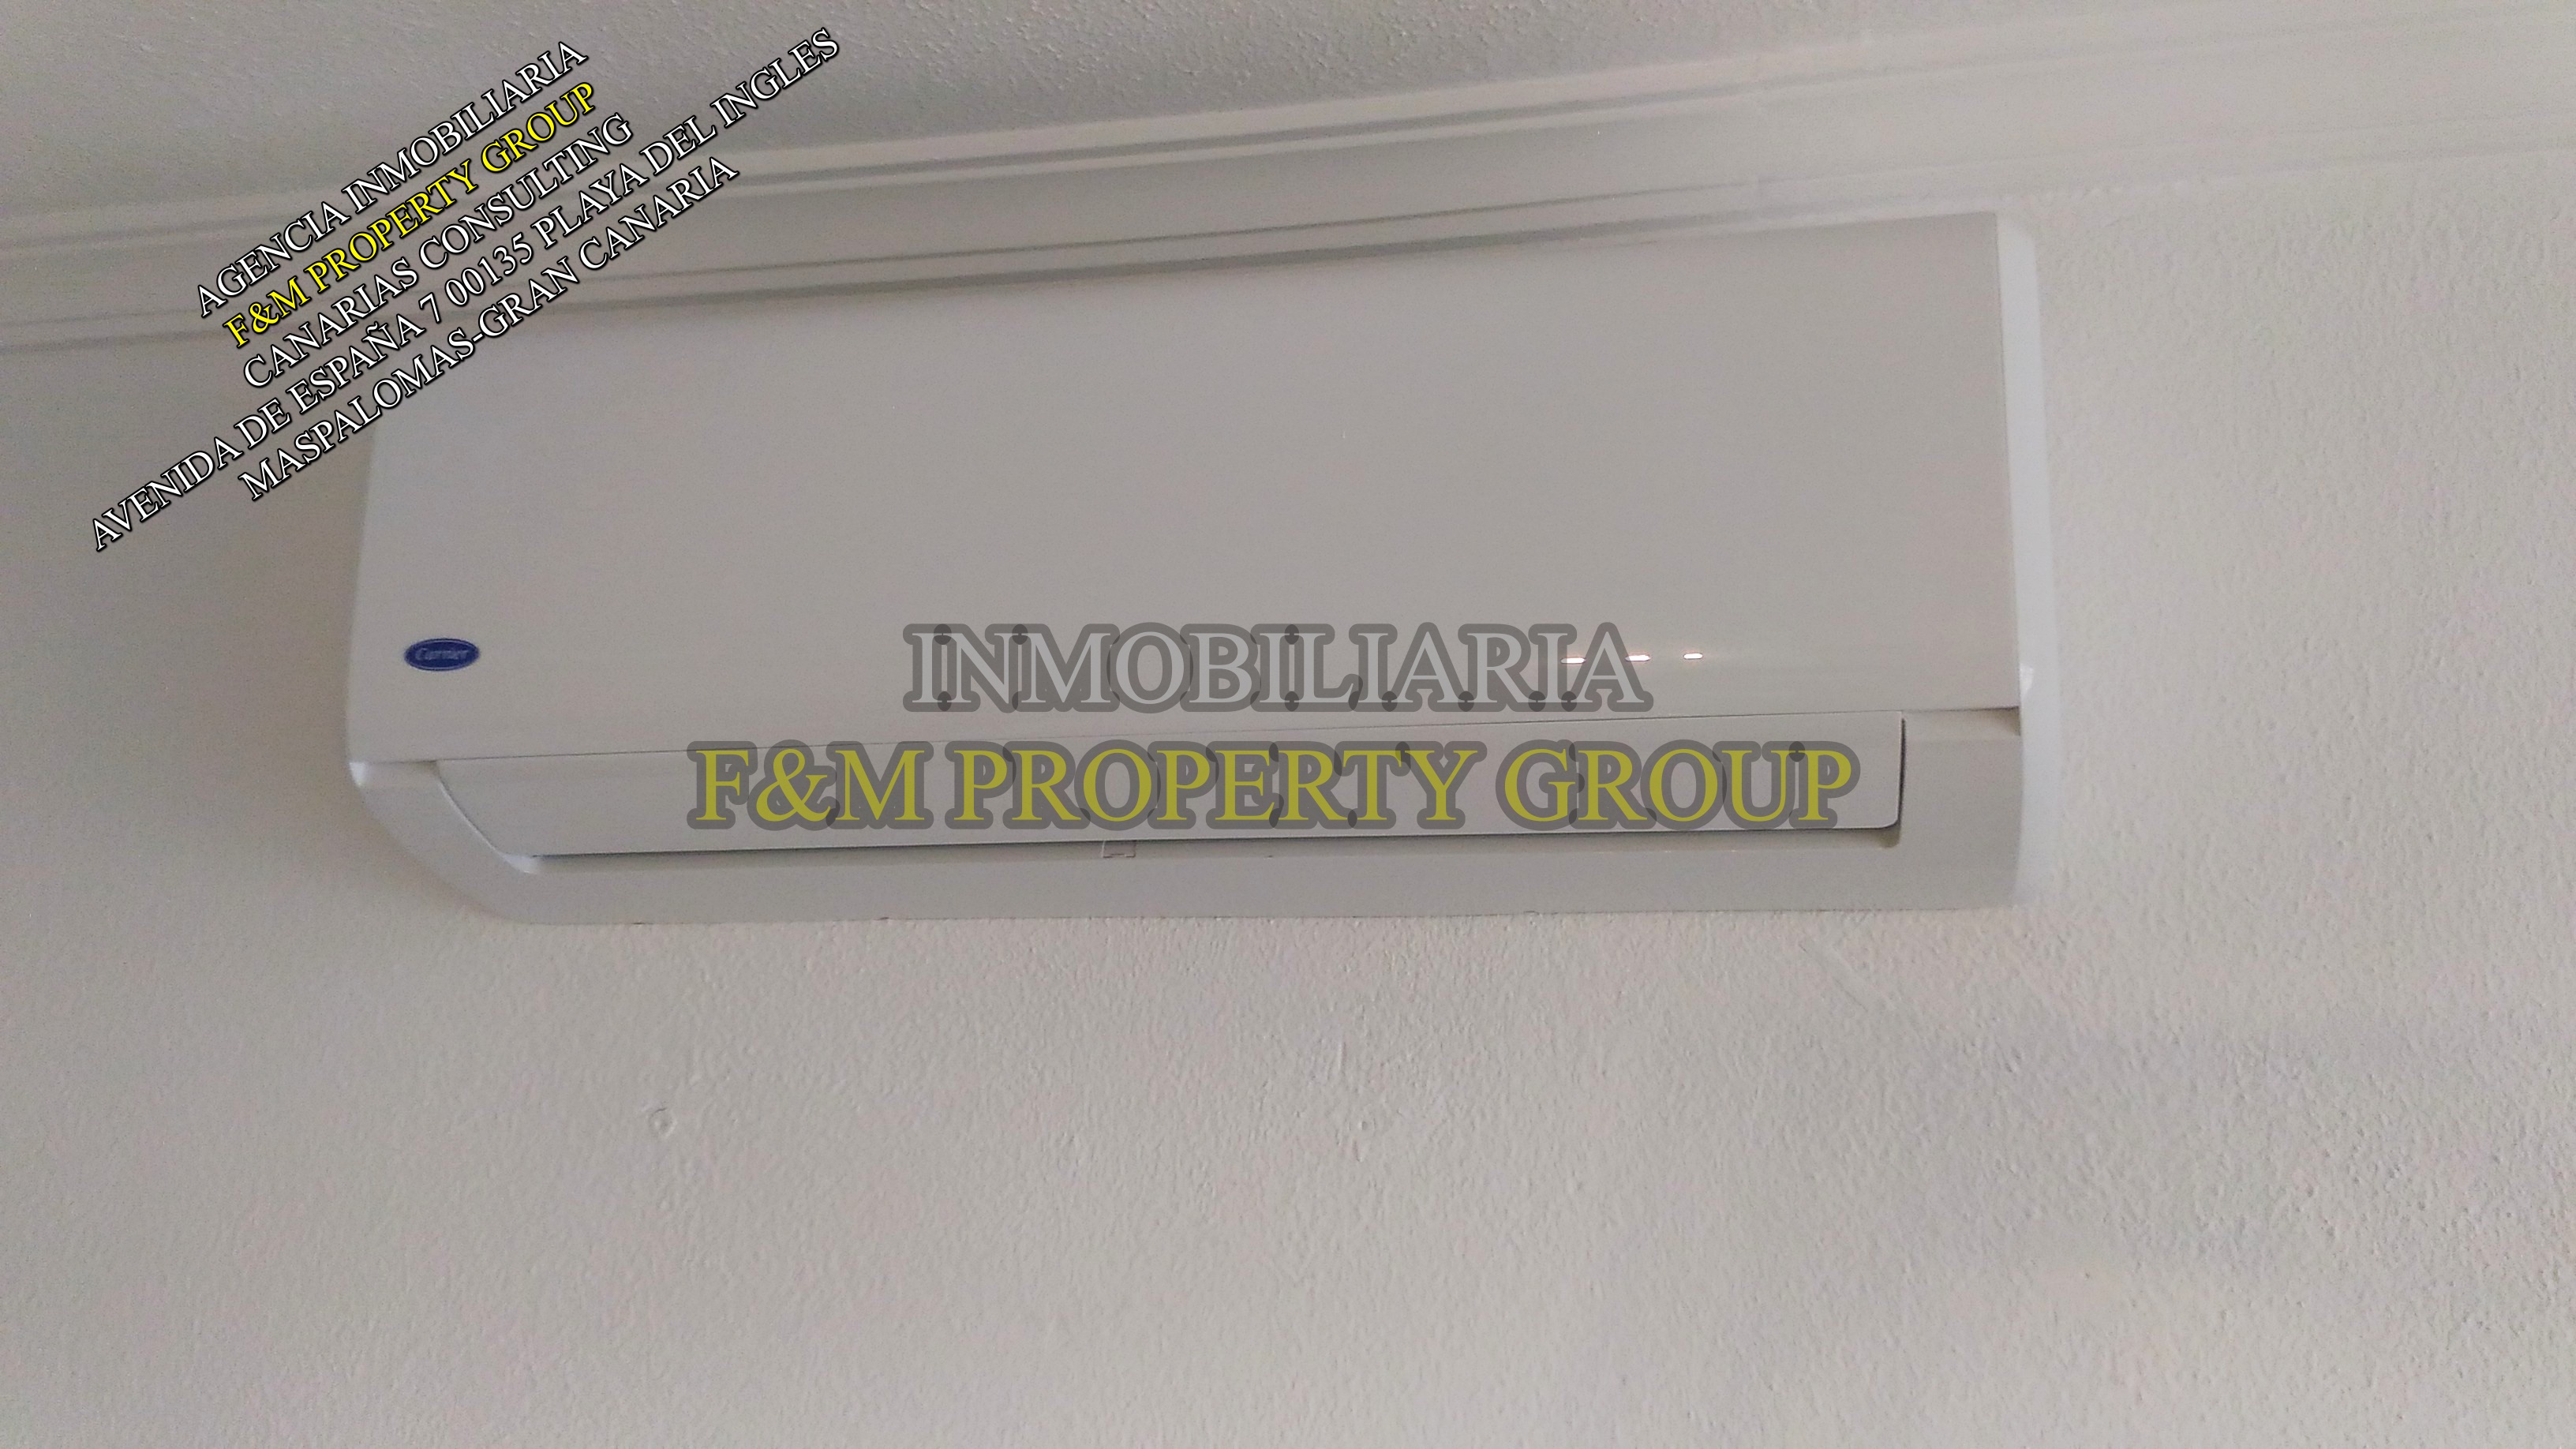 AGENCIA INMOBILIARIA
F&M PROPERTY GROUP
CANARIAS CONSULTING
AVENIDA DE ESPAÑA 7 00135 PLAYA DEL INGLES
MASPALOMAS-GRAN CANARIA
Carrier
INMOBILIARIA
F&M PROPERTY GROUP